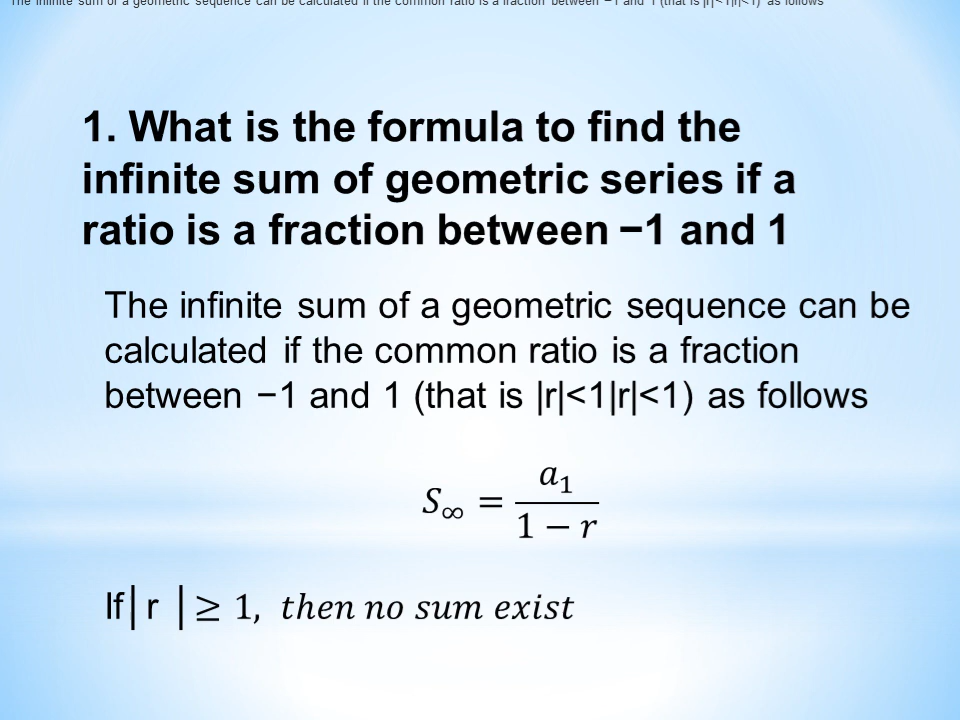 The infinite sum of a geometric sequence can be calculated if the common ratio is a fraction between −1 and 1 (that is |r|<1|r|<1) as follows
1. What is the formula to find the
infinite sum of geometric series if a
ratio is a fraction between −1 and 1
The infinite sum of a geometric sequence can be
calculated if the common ratio is a fraction
between −1 and 1 (that is |r|<1|r|<1) as follows
S∞ = a₁ / (1 − r)
If│r │≥ 1, then no sum exist